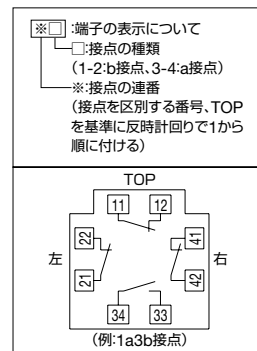 ※□:端子の表示について
□:接点の種類
(1-2:b接点、3-4:a接点)
※:接点の連番
(接点を区別する番号、TOP
を基準に反時計回りで1から
順に付ける)
TOP
11 12
22 41
左 右
21 42
34 33
(例:1a3b接点)